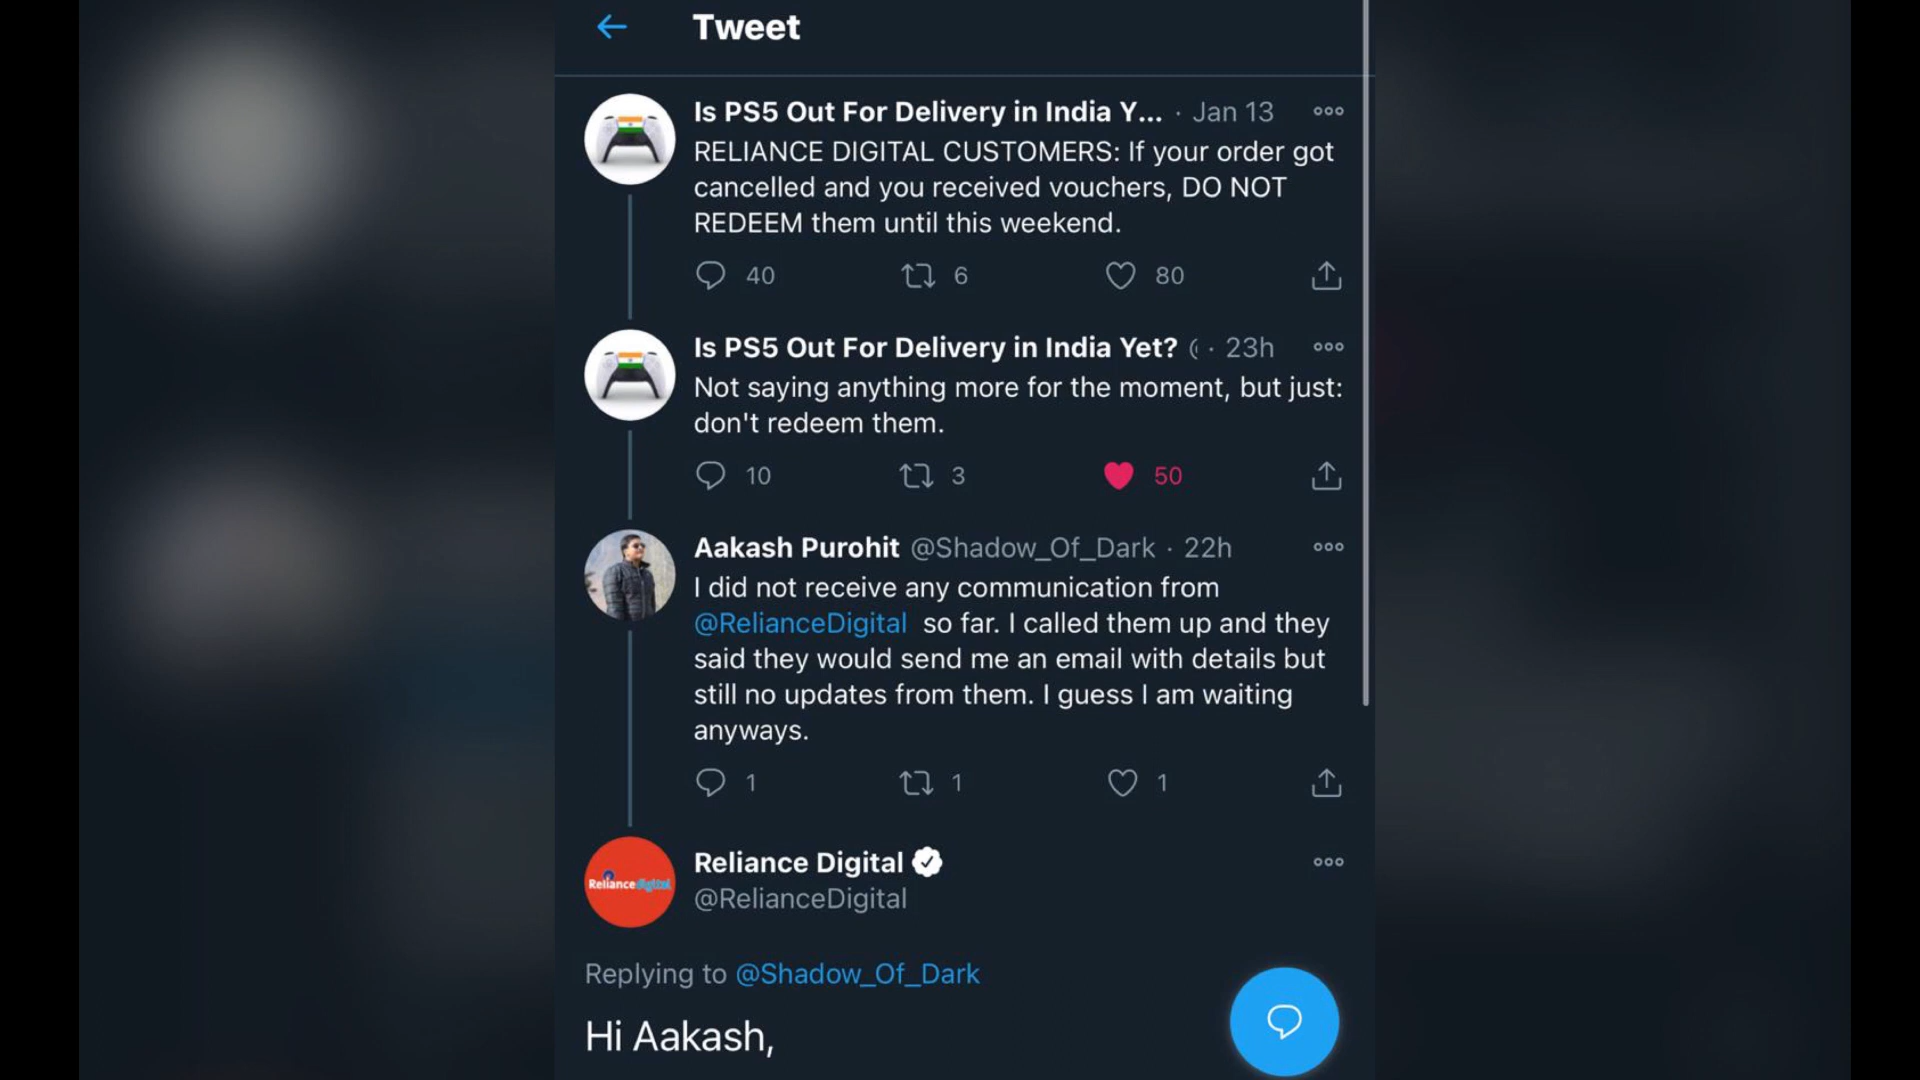 Tweet
Is PS5 Out For Delivery in India Y... · Jan 13
RELIANCE DIGITAL CUSTOMERS: If your order got
cancelled and you received vouchers, DO NOT
REDEEM them until this weekend.
40 6 80
Is PS5 Out For Delivery in India Yet? ( · 23h
Not saying anything more for the moment, but just:
don't redeem them.
10 3 50
Aakash Purohit @Shadow_Of_Dark · 22h
I did not receive any communication from
@RelianceDigital so far. I called them up and they
said they would send me an email with details but
still no updates from them. I guess I am waiting
anyways.
1 1 1
Reliance Digital
@RelianceDigital
Reliance digital
Replying to @Shadow_Of_Dark
Hi Aakash,